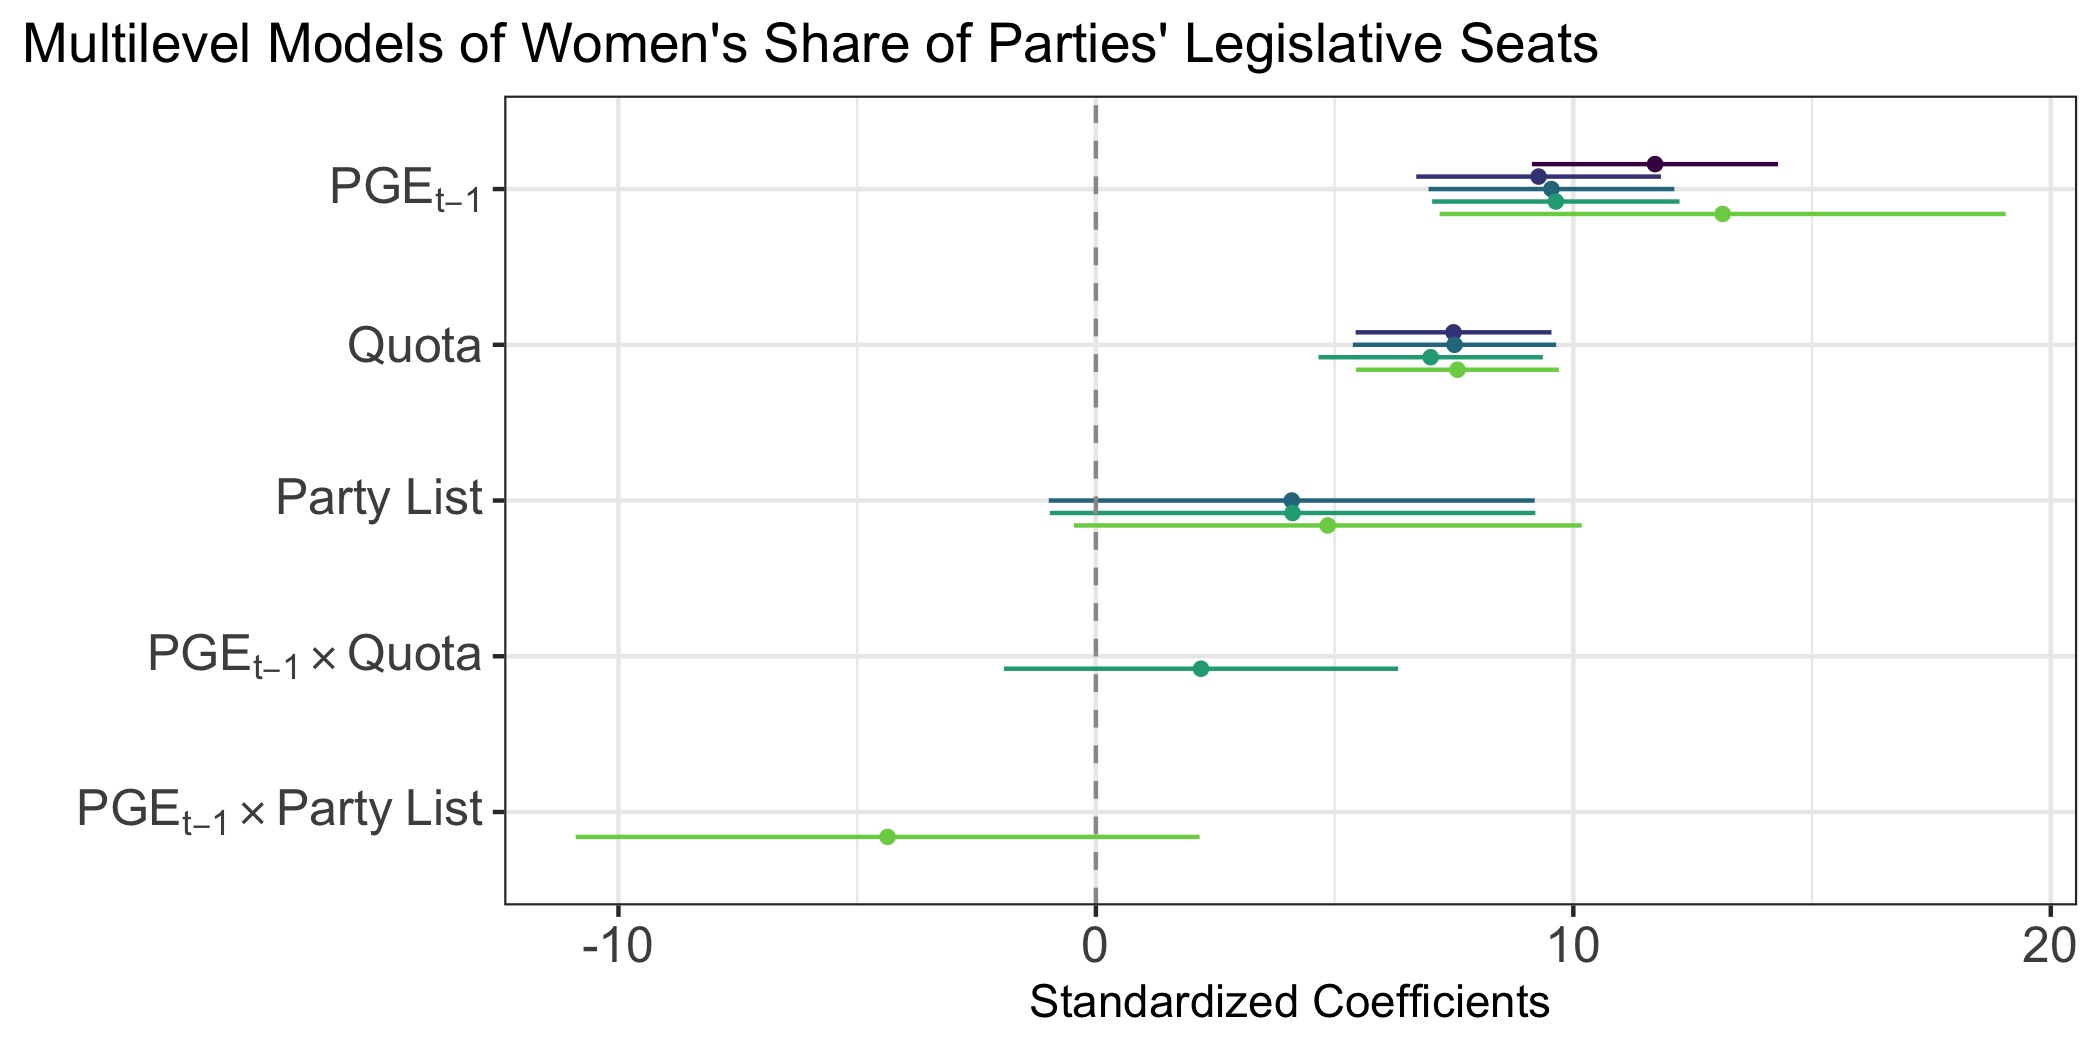 Multilevel Models of Women's Share of Parties' Legislative Seats
PGEt−1
Quota
Party List
PGEt−1 × Quota
PGEt−1 × Party List
-10 0 10 20
Standardized Coefficients